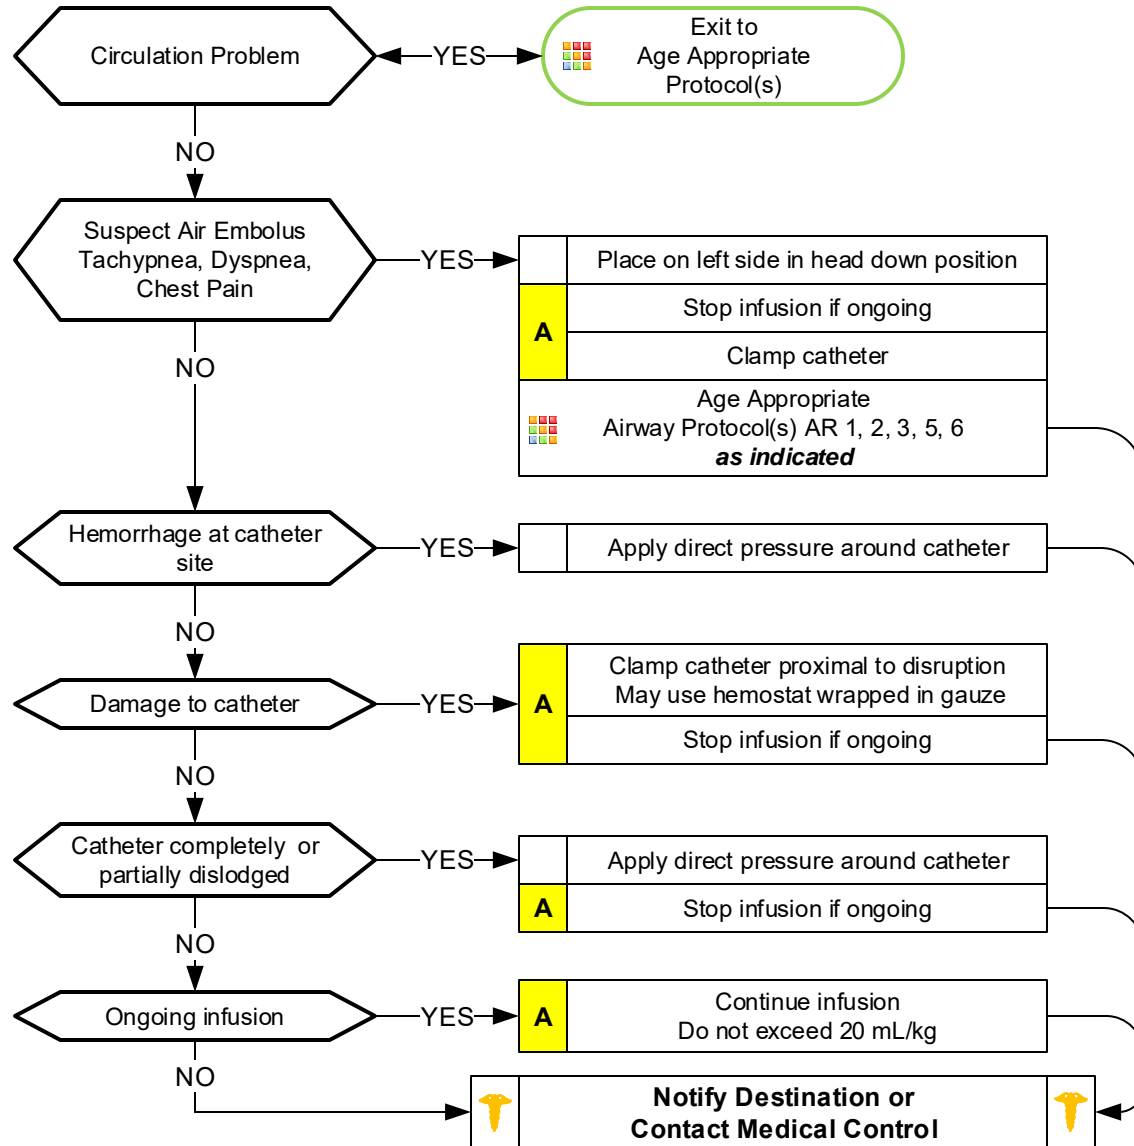 Circulation Problem
YES
Exit to
Age Appropriate
Protocol(s)
NO
Suspect Air Embolus
Tachypnea, Dyspnea,
Chest Pain
YES
Place on left side in head down position
A
Stop infusion if ongoing
Clamp catheter
Age Appropriate
Airway Protocol(s) AR 1, 2, 3, 5, 6
as indicated
NO
Hemorrhage at catheter
site
YES
Apply direct pressure around catheter
NO
Damage to catheter
YES
A
Clamp catheter proximal to disruption
May use hemostat wrapped in gauze
Stop infusion if ongoing
NO
Catheter completely or
partially dislodged
YES
Apply direct pressure around catheter
A
Stop infusion if ongoing
NO
Ongoing infusion
YES
A
Continue infusion
Do not exceed 20 mL/kg
NO
Notify Destination or
Contact Medical Control